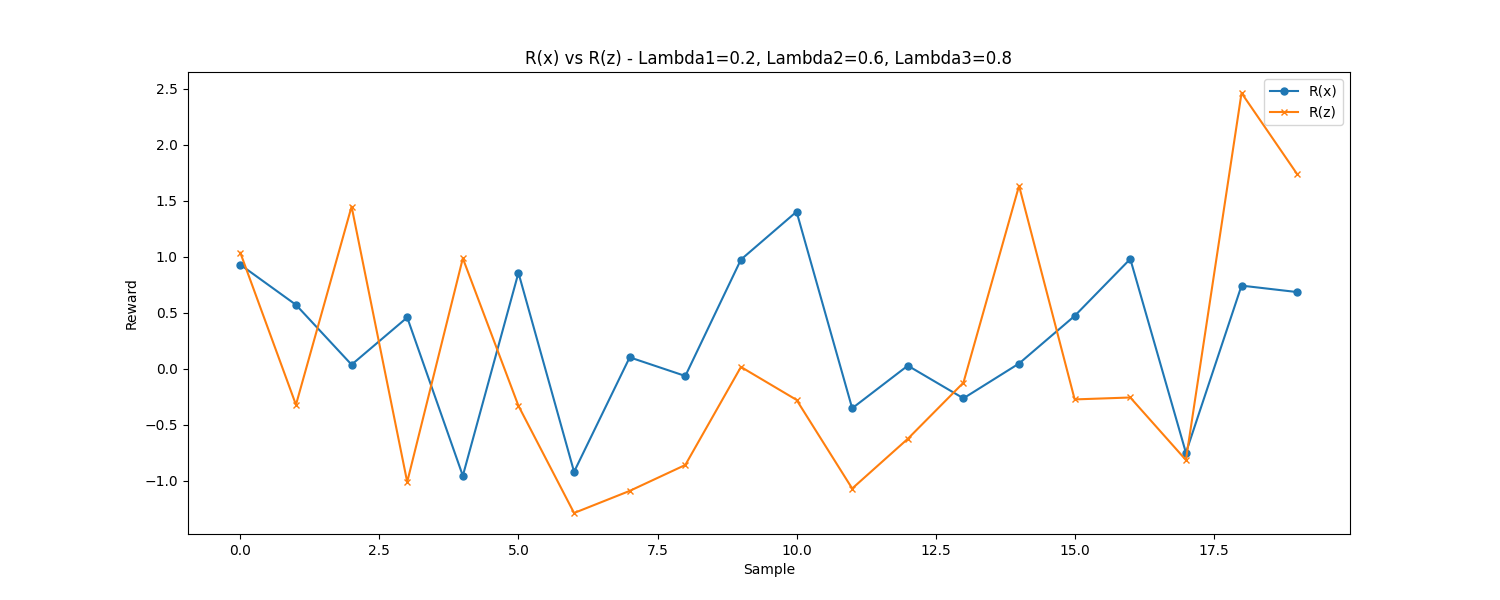 R(x) vs R(z) - Lambda1=0.2, Lambda2=0.6, Lambda3=0.8
R(x)
R(z)
2.5
2.0
1.5
1.0
0.5
0.0
−0.5
−1.0
Reward
0.0 2.5 5.0 7.5 10.0 12.5 15.0 17.5
Sample